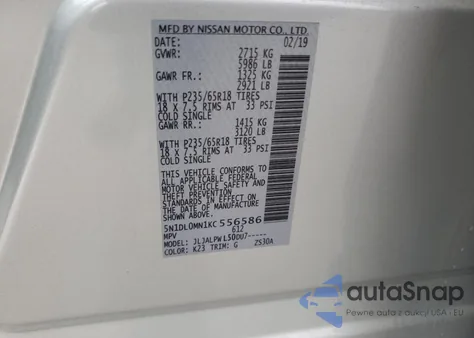 MFD BY NISSAN MOTOR CO., LTD.
DATE: 02/19
GVWR: 2715 KG
5986 LB
GAWR FR.: 1325 KG
2921 LB
WITH P235/65R18 TIRES
18 X 7.5 RIMS AT 33 PSI
COLD SINGLE
GAWR RR.: 1415 KG
3120 LB
WITH P235/65R18 TIRES
18 X 7.5 RIMS AT 33 PSI
COLD SINGLE
THIS VEHICLE CONFORMS TO
ALL APPLICABLE FEDERAL
MOTOR VEHICLE SAFETY AND
THEFT PREVENTION
STANDARDS IN EFFECT ON
THE DATE OF MANUFACTURE
SHOWN ABOVE.
5N1DL0MN1KC556586
MPV 612
MODEL: JLJALPWL50DU7-----
COLOR: K23 TRIM: G ZS30A
autoSnap
Pewne auta z aukcji USA i EU